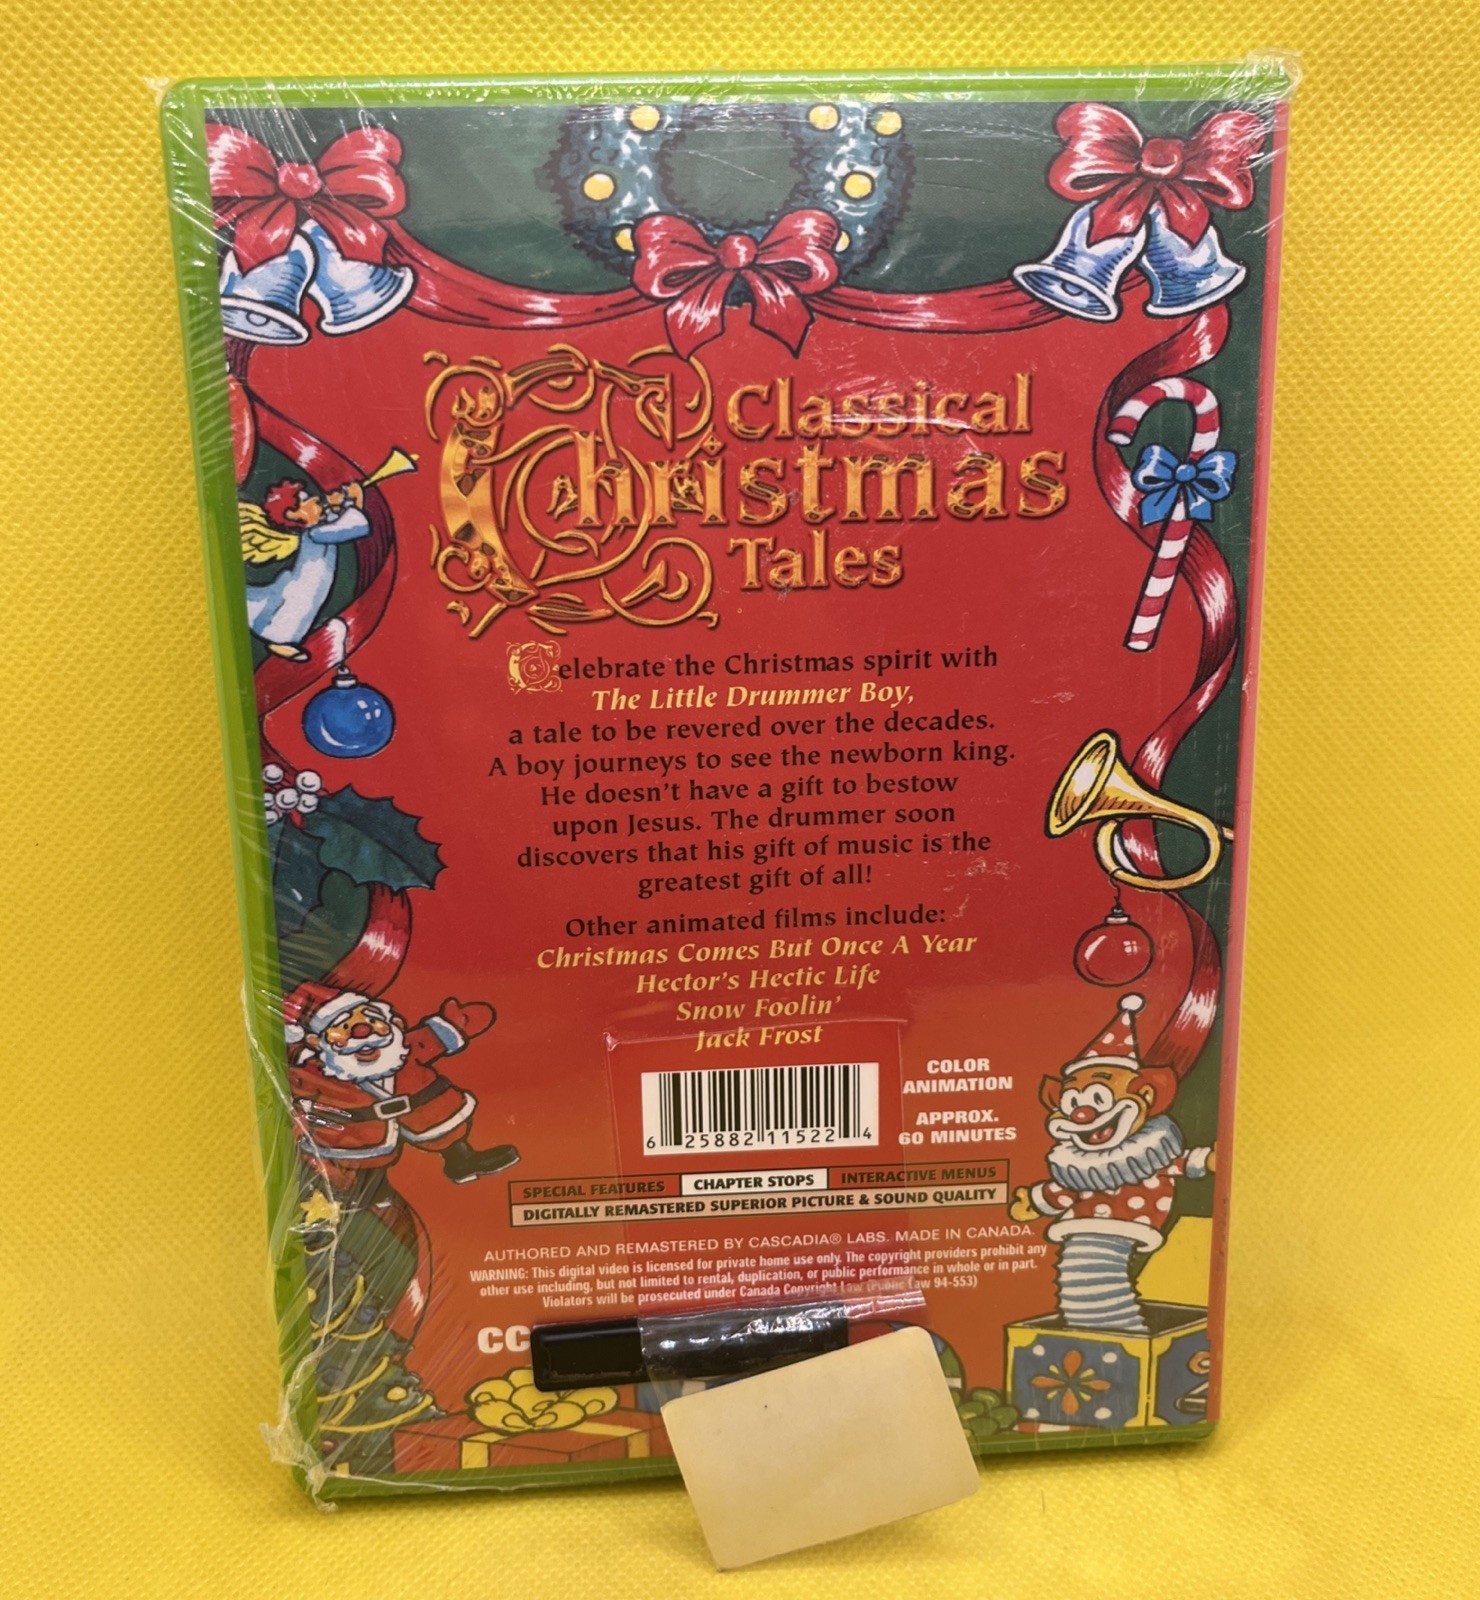 Classical
Christmas
Tales
Celebrate the Christmas spirit with
The Little Drummer Boy,
a tale to be revered over the decades.
A boy journeys to see the newborn king.
He doesn't have a gift to bestow
upon Jesus. The drummer soon
discovers that his gift of music is the
greatest gift of all!
Other animated films include:
Christmas Comes But Once A Year
Hector's Hectic Life
Snow Foolin'
Jack Frost
COLOR
ANIMATION
APPROX.
60 MINUTES
6 25882 11522 4
SPECIAL FEATURES CHAPTER STOPS INTERACTIVE MENUS
DIGITALLY REMASTERED SUPERIOR PICTURE & SOUND QUALITY
AUTHORED AND REMASTERED BY CASCADIA® LABS. MADE IN CANADA.
WARNING: This digital video is licensed for private home use only. The copyright providers prohibit any
other use including, but not limited to rental, duplication, or public performance in whole or in part.
Violators will be prosecuted under Canada Copyright Law (Public Law 94-553)
CC